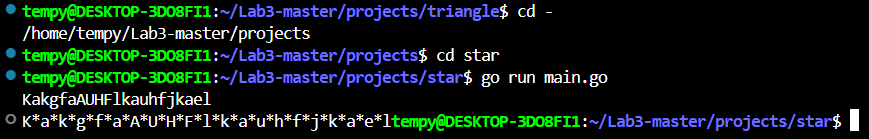 tempy@DESKTOP-3DO8FI1:~/Lab3-master/projects/triangle$ cd -
/home/tempy/Lab3-master/projects
tempy@DESKTOP-3DO8FI1:~/Lab3-master/projects$ cd star
tempy@DESKTOP-3DO8FI1:~/Lab3-master/projects/star$ go run main.go
KakgfaAUHFlkauhfjkael
K*a*k*g*f*a*A*U*H*F*l*k*a*u*h*f*j*k*a*e*ltempy@DESKTOP-3DO8FI1:~/Lab3-master/projects/star$